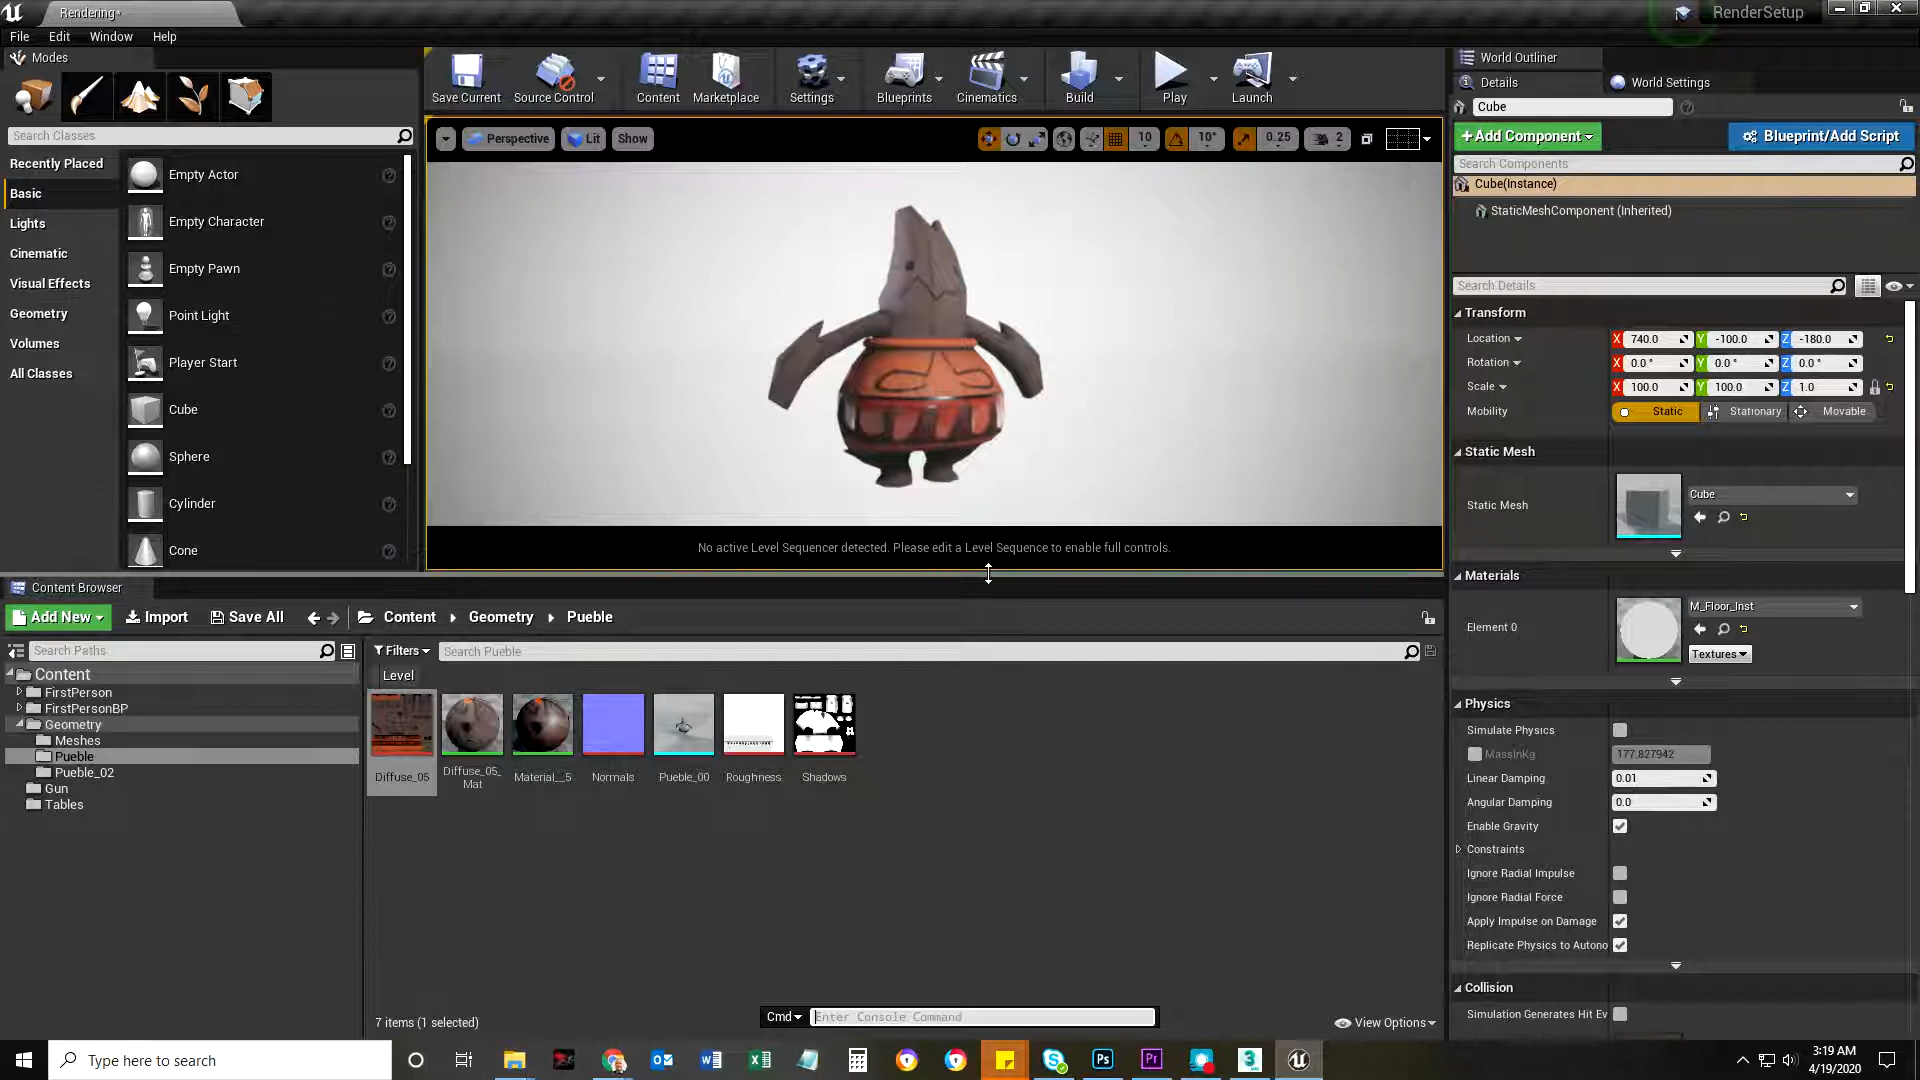 Rendering*
RenderSetup
File Edit Window Help
Modes
Search Classes
Recently Placed
Basic
Lights
Cinematic
Visual Effects
Geometry
Volumes
All Classes
Empty Actor
Empty Character
Empty Pawn
Point Light
Player Start
Cube
Sphere
Cylinder
Cone
Save Current Source Control Content Marketplace Settings Blueprints Cinematics Build Play Launch
Perspective Lit Show 10 10° 0.25 2
No active Level Sequencer detected. Please edit a Level Sequence to enable full controls.
World Outliner
Details World Settings
Cube
+Add Component Blueprint/Add Script
Search Components
Cube(Instance)
StaticMeshComponent (Inherited)
Search Details
Transform
Location X 740.0 Y -100.0 Z -180.0
Rotation X 0.0 ° Y 0.0 ° Z 0.0 °
Scale X 100.0 Y 100.0 Z 1.0
Mobility Static Stationary Movable
Static Mesh
Static Mesh Cube
Materials
Element 0 M_Floor_Inst
Textures
Physics
Simulate Physics
MassInKg 177.827942
Linear Damping 0.01
Angular Damping 0.0
Enable Gravity
Constraints
Ignore Radial Impulse
Ignore Radial Force
Apply Impulse on Damage
Replicate Physics to Autono
Collision
Simulation Generates Hit Ev
Content Browser
Add New Import Save All Content Geometry Pueble
Search Paths
Content
FirstPerson
FirstPersonBP
Geometry
Meshes
Pueble
Pueble_02
Gun
Tables
Filters Search Pueble
Level
Diffuse_05
Diffuse_05_
Mat
Material__5
Normals
Pueble_00
Roughness
Shadows
7 items (1 selected)
Cmd Enter Console Command
View Options
Type here to search
3:19 AM
4/19/2020